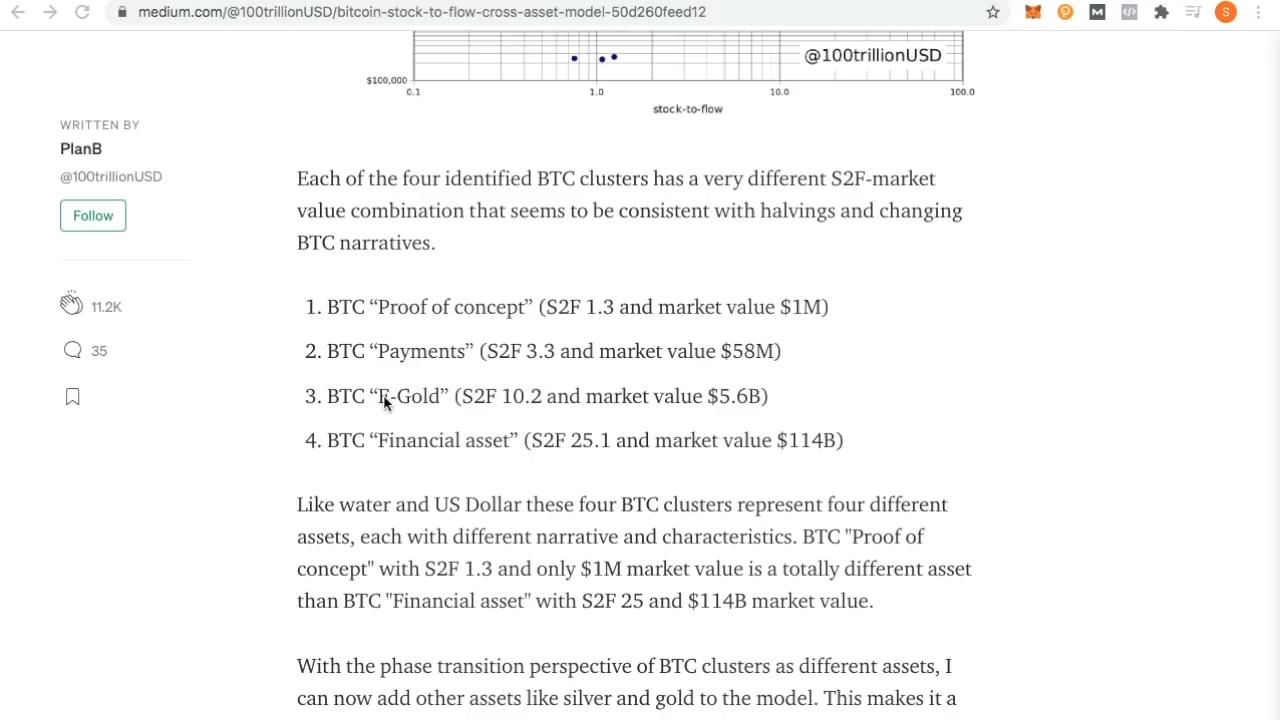 medium.com/@100trillionUSD/bitcoin-stock-to-flow-cross-asset-model-50d260feed12
S
@100trillionUSD
$100,000
0.1 1.0 10.0 100.0
stock-to-flow
WRITTEN BY
PlanB
@100trillionUSD
Follow
11.2K
35
Each of the four identified BTC clusters has a very different S2F-market
value combination that seems to be consistent with halvings and changing
BTC narratives.
1. BTC “Proof of concept” (S2F 1.3 and market value $1M)
2. BTC “Payments” (S2F 3.3 and market value $58M)
3. BTC “E-Gold” (S2F 10.2 and market value $5.6B)
4. BTC “Financial asset” (S2F 25.1 and market value $114B)
Like water and US Dollar these four BTC clusters represent four different
assets, each with different narrative and characteristics. BTC "Proof of
concept" with S2F 1.3 and only $1M market value is a totally different asset
than BTC "Financial asset" with S2F 25 and $114B market value.
With the phase transition perspective of BTC clusters as different assets, I
can now add other assets like silver and gold to the model. This makes it a